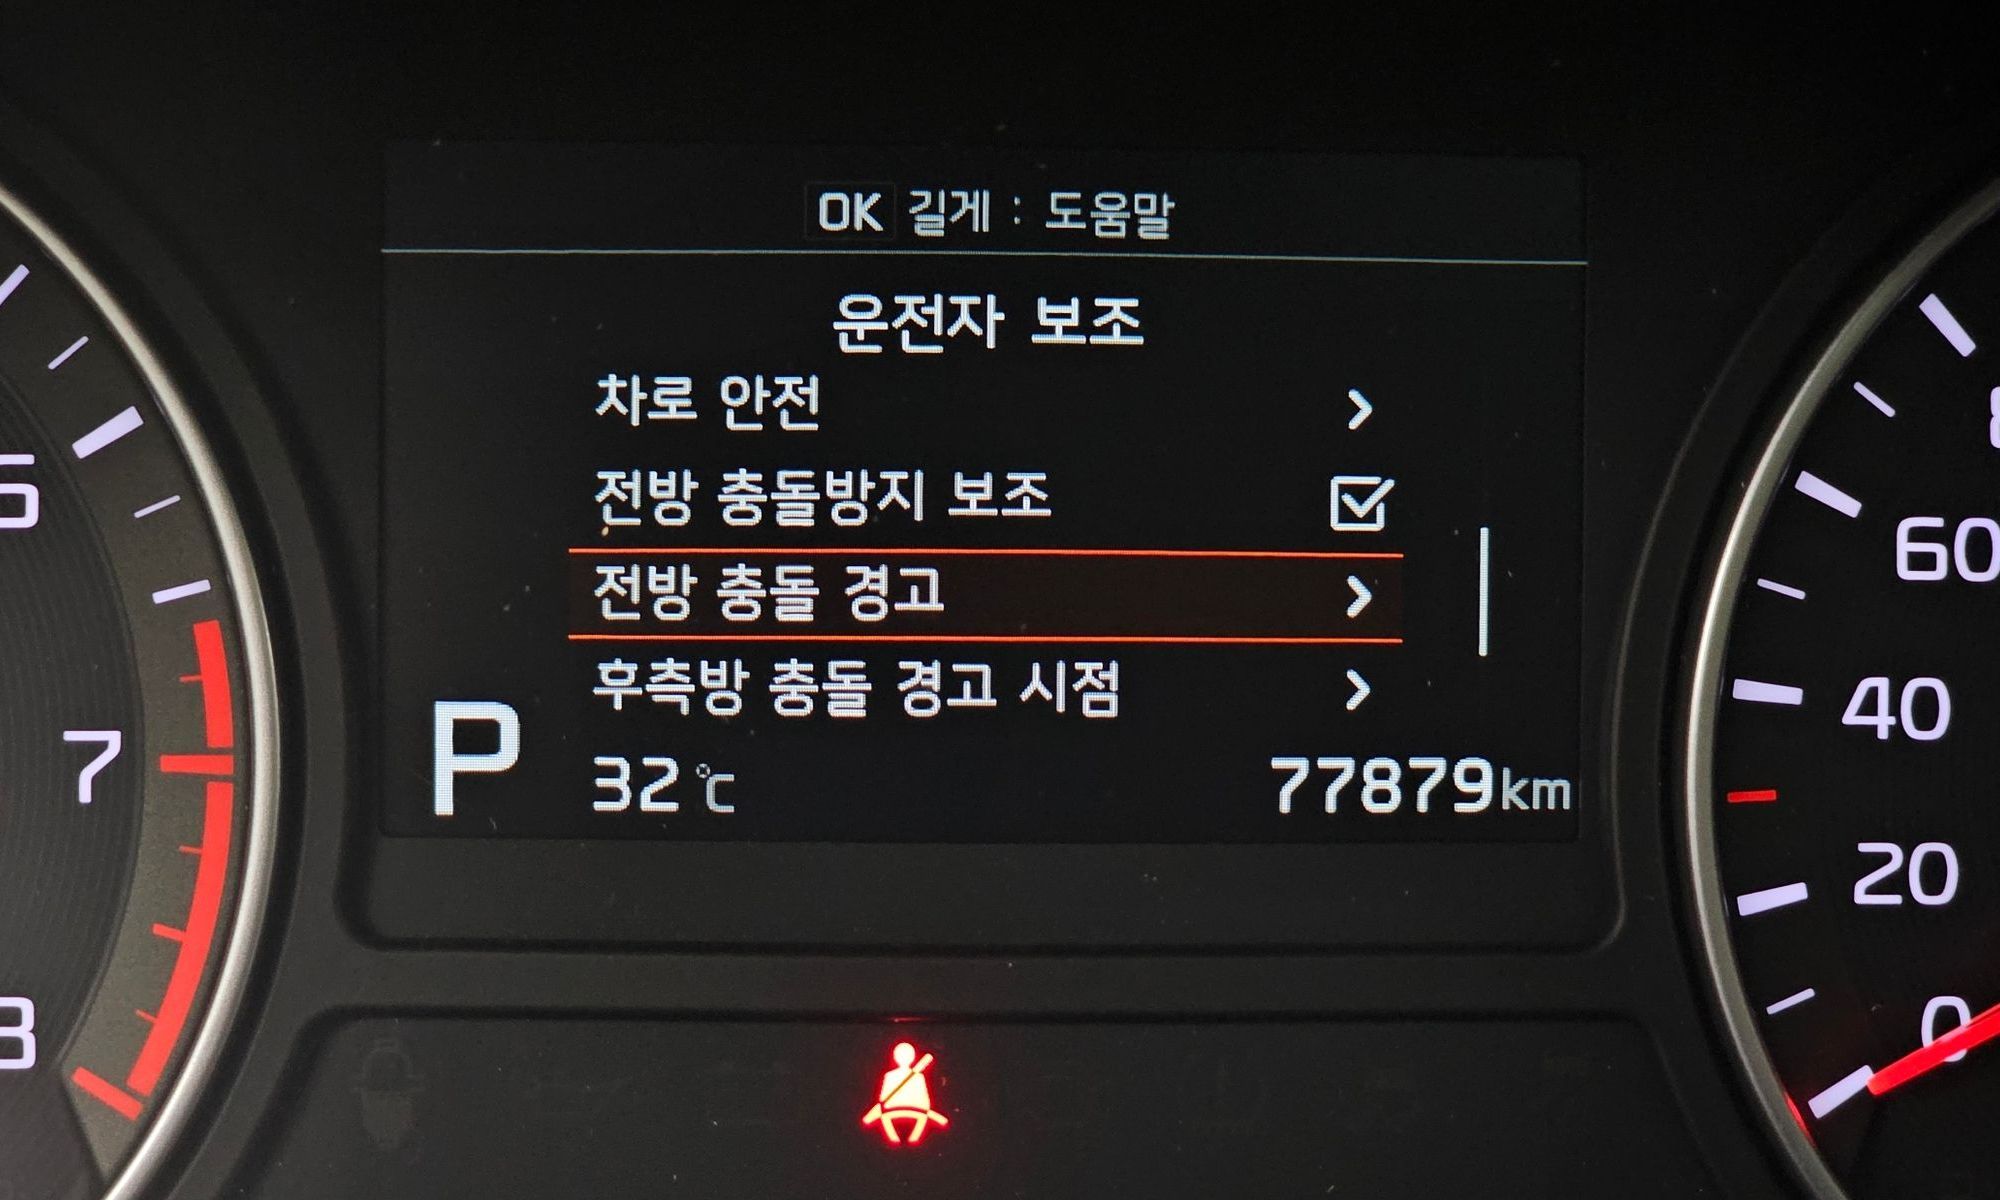 OK 길게 : 도움말
운전자 보조
차로 안전
전방 충돌방지 보조
전방 충돌 경고
후측방 충돌 경고 시점
P 32 ℃ 77879 km
7
60
40
20
0